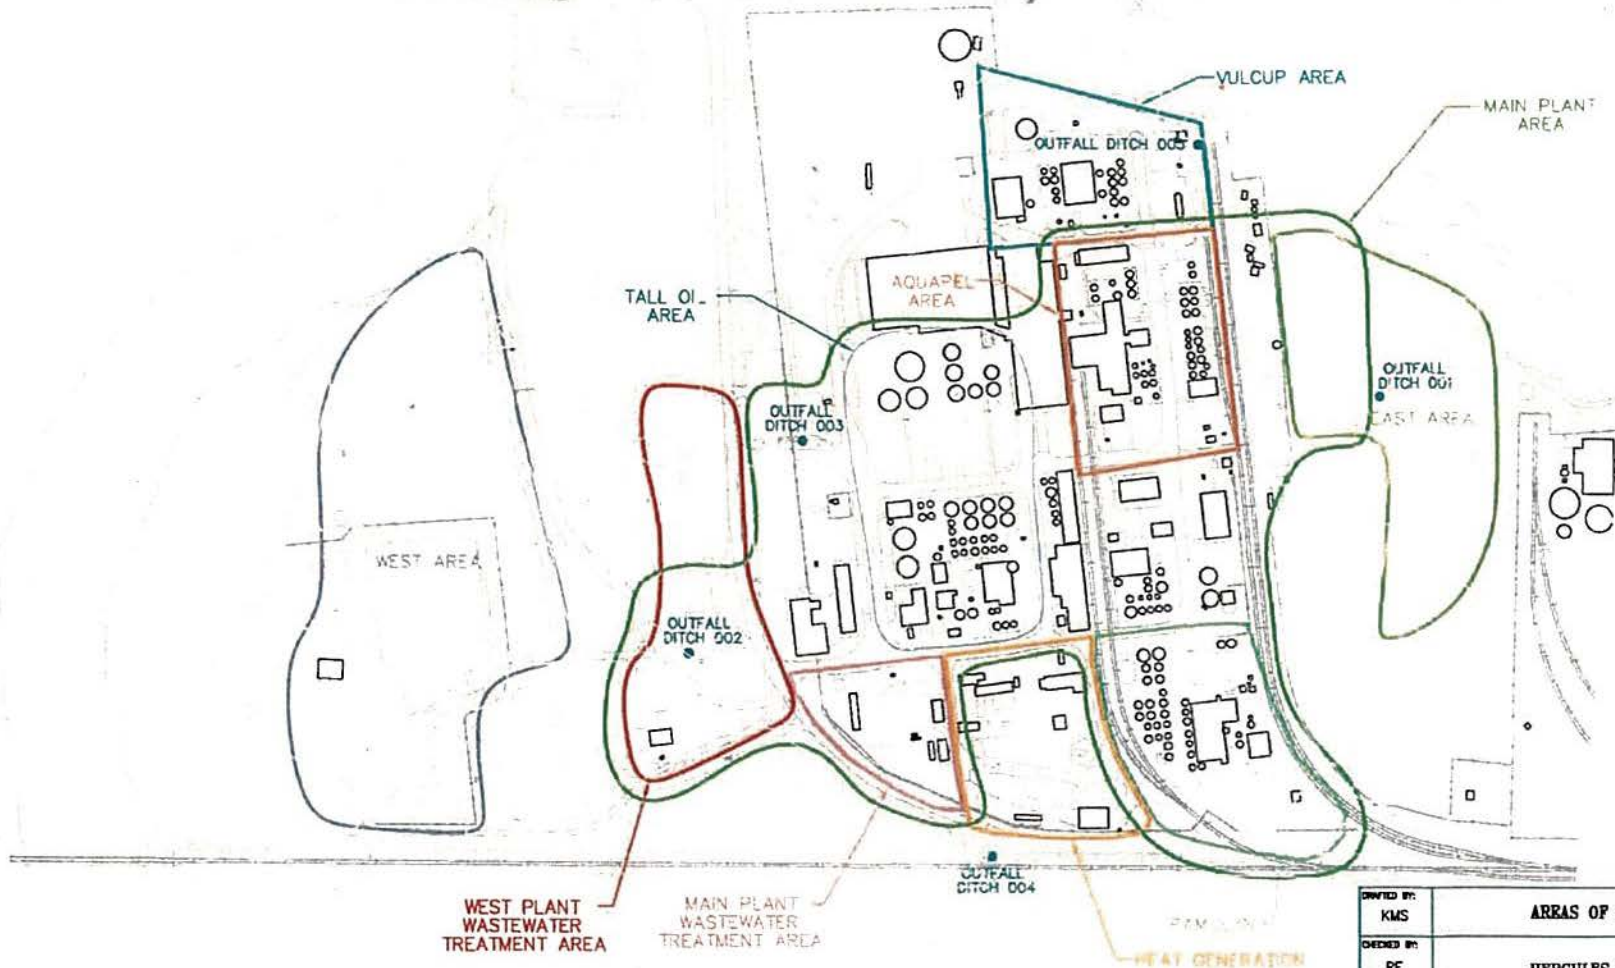 VULCUP AREA
MAIN PLANT
AREA
OUTFALL DITCH 005
TALL OI_
AREA
AQUAPEL
AREA
OUTFALL
DITCH 001
EAST AREA
OUTFALL
DITCH 003
WEST AREA
OUTFALL
DITCH 002
OUTFALL
DITCH 004
WEST PLANT
WASTEWATER
TREATMENT AREA
MAIN PLANT
WASTEWATER
TREATMENT AREA
HEAT GENERATION
DRAFTED BY:
KMS
AREAS OF
CHECKED BY:
HERCULES